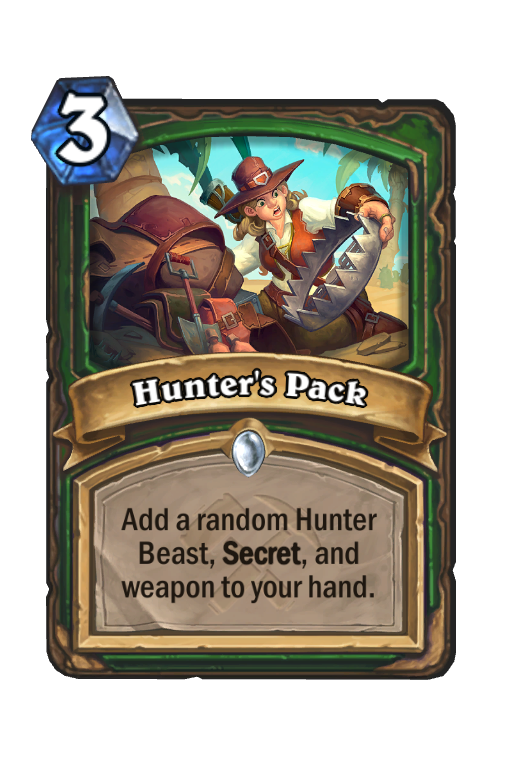 3
Hunter's Pack
Add a random Hunter
Beast, Secret, and
weapon to your hand.